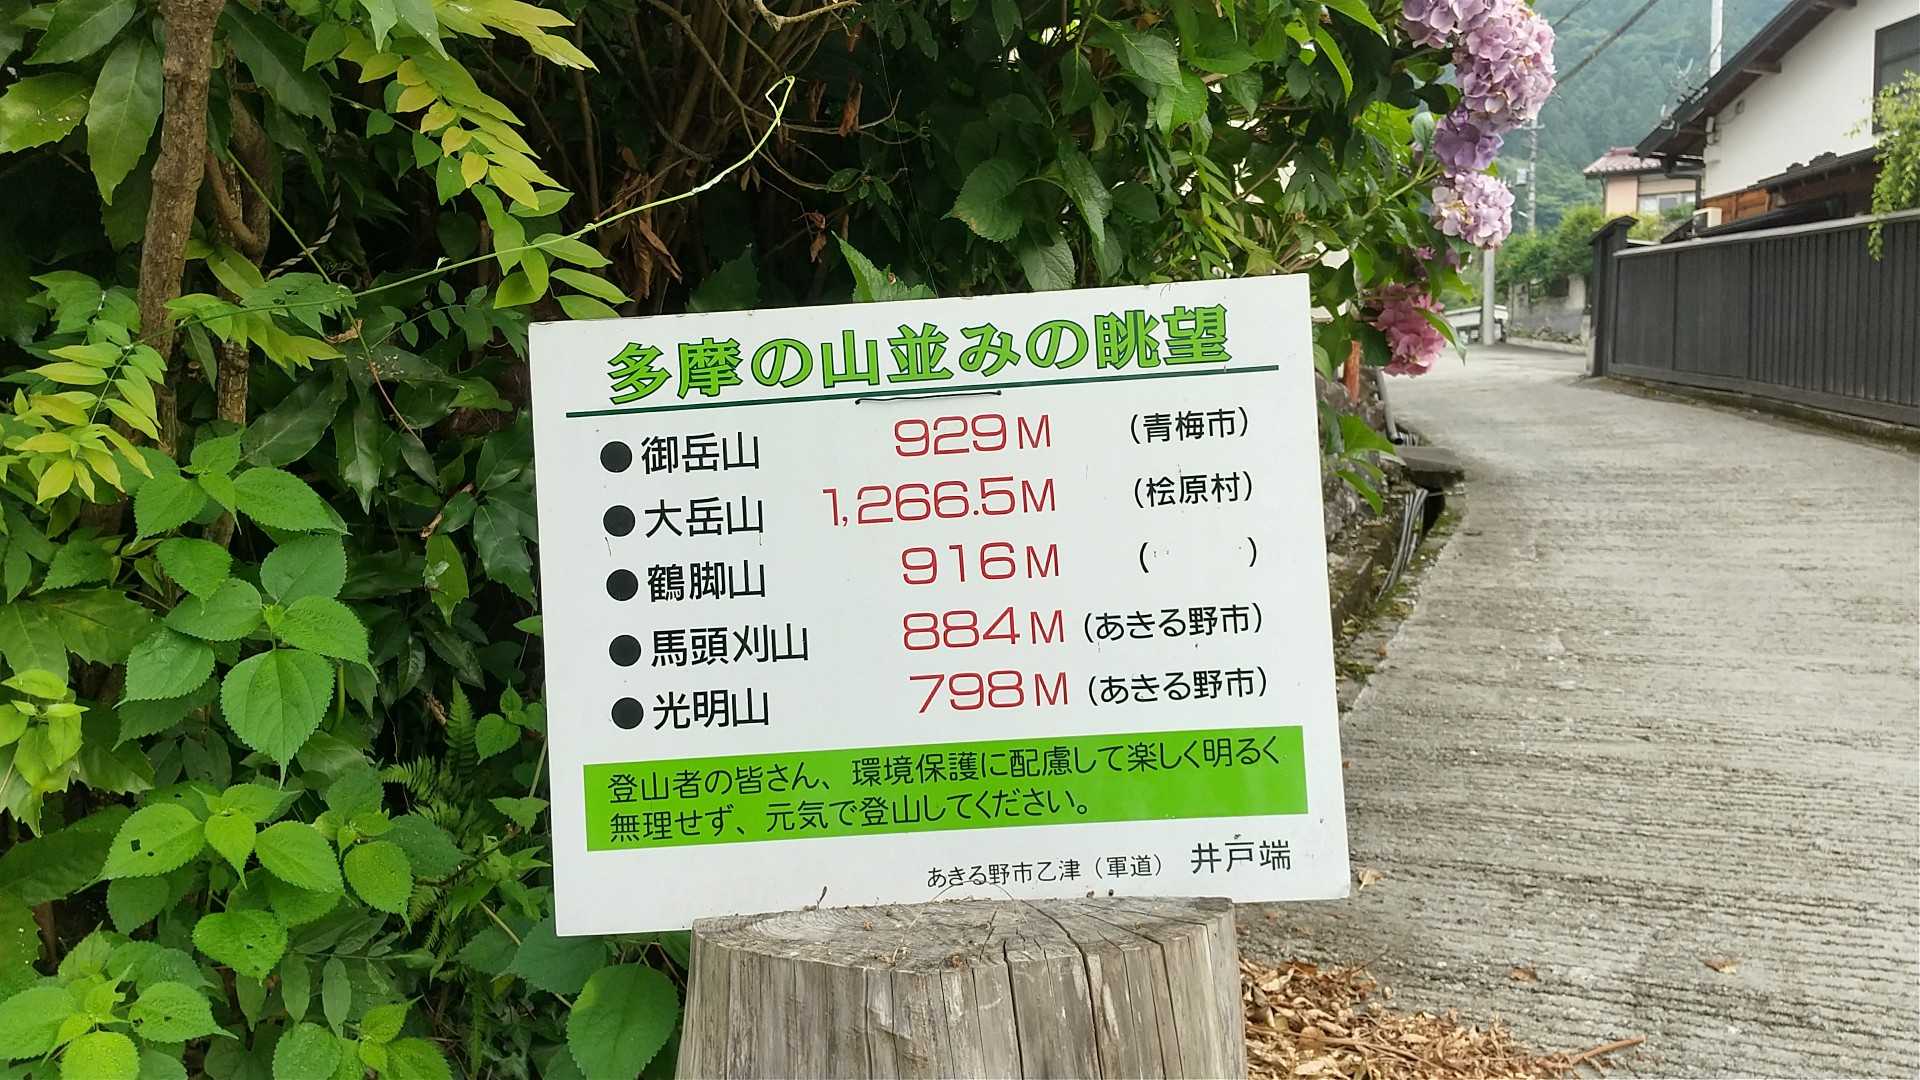 多摩の山並みの眺望
●御岳山 929M (青梅市)
●大岳山 1,266.5M (桧原村)
●鶴脚山 916M ( )
●馬頭刈山 884M (あきる野市)
●光明山 798M (あきる野市)
登山者の皆さん、環境保護に配慮して楽しく明るく
無理せず、元気で登山してください。
あきる野市乙津（軍道） 井戸端